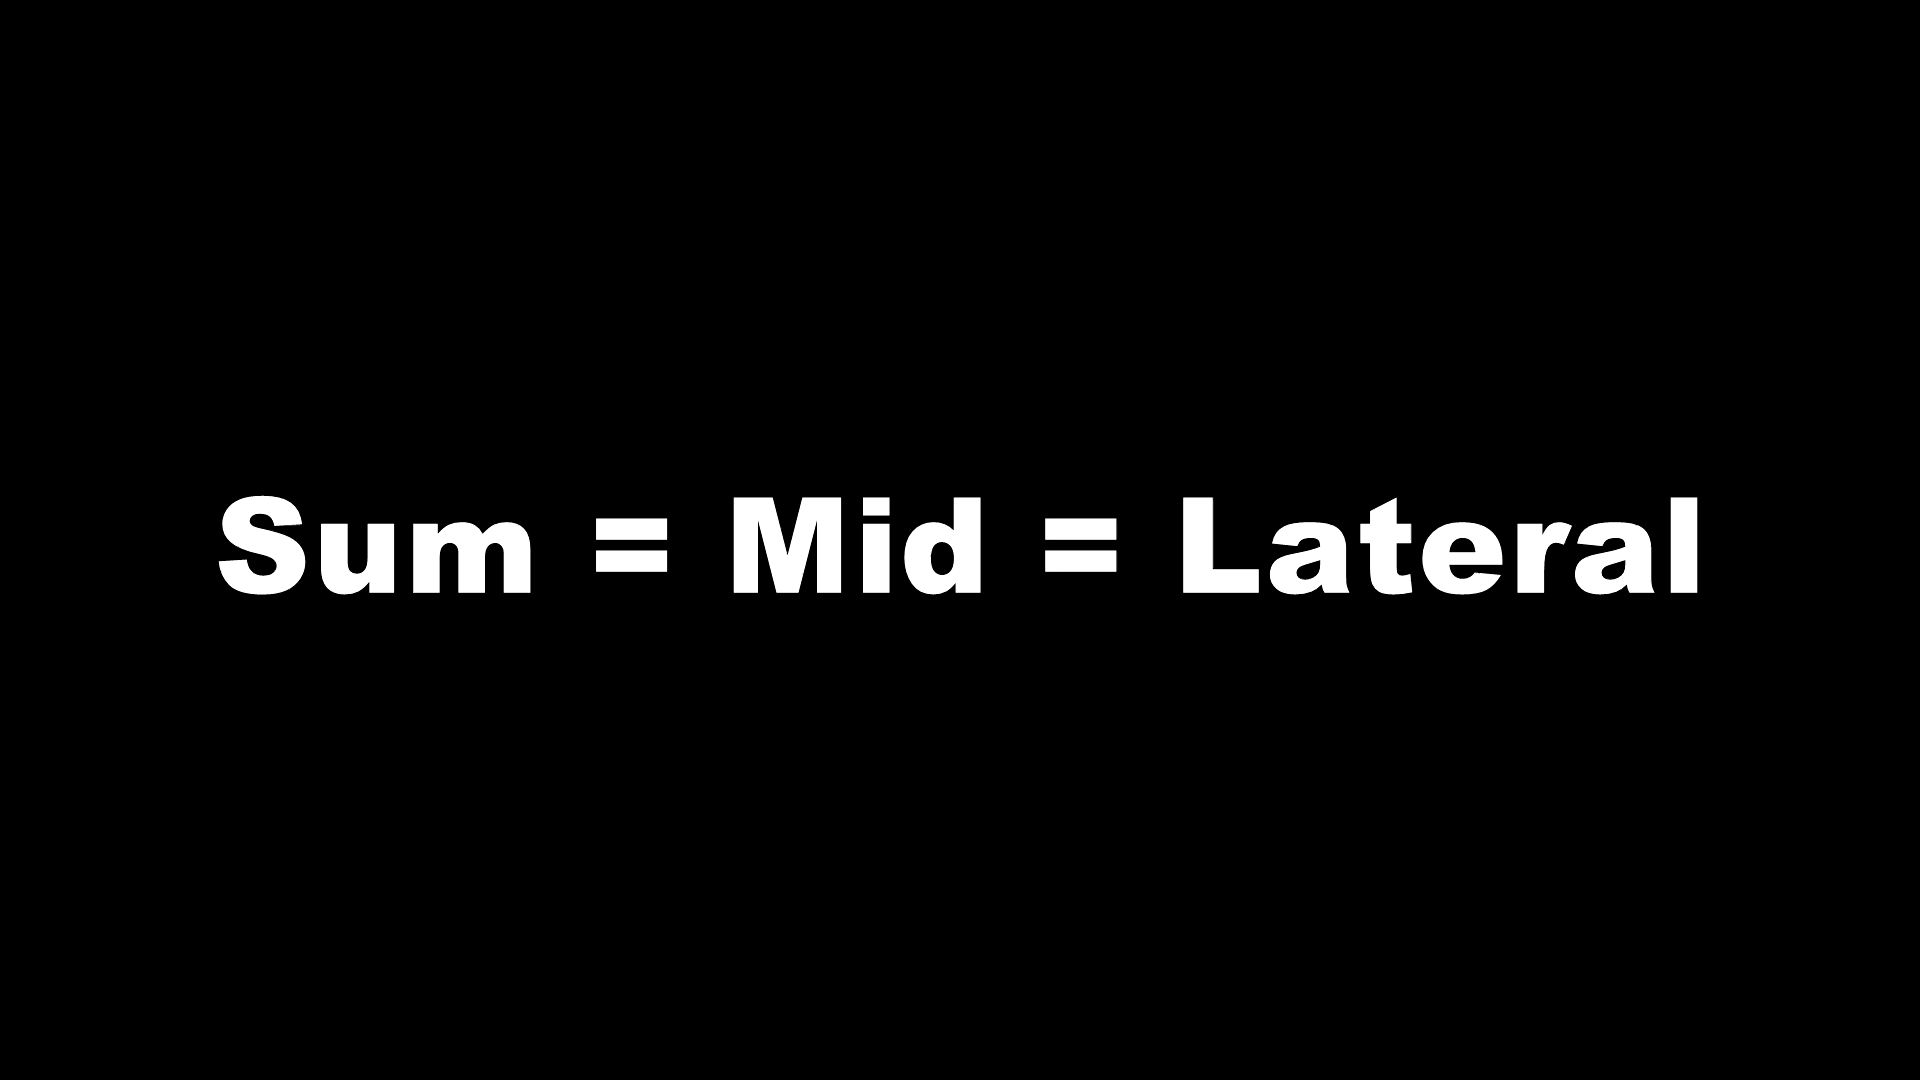 Sum = Mid = Lateral